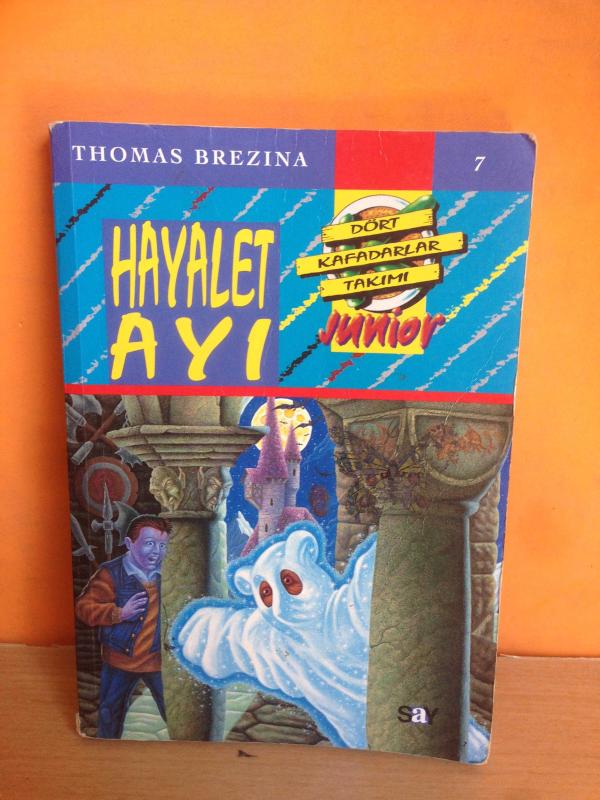 THOMAS BREZINA
7
HAYALET
AYI
DÖRT
KAFADARLAR
TAKIMI
Junior
SaY